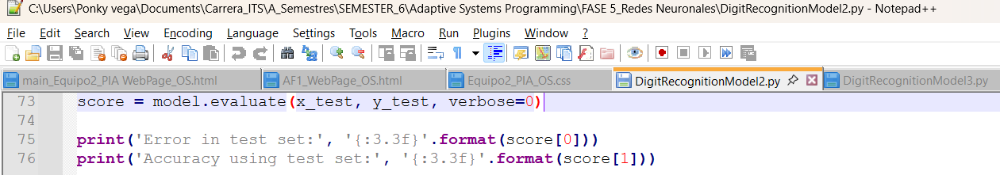 C:\Users\Ponky vega\Documents\Carrera_ITS\A_Semestres\SEMESTER_6\Adaptive Systems Programming\FASE 5_Redes Neuronales\DigitRecognitionModel2.py - Notepad++
File Edit Search View Encoding Language Settings Tools Macro Run Plugins Window ?
main_Equipo2_PIA WebPage_OS.html AF1_WebPage_OS.html Equipo2_PIA_OS.css DigitRecognitionModel2.py DigitRecognitionModel3.py
73 score = model.evaluate(x_test, y_test, verbose=0)
74
75 print('Error in test set:', '{:3.3f}'.format(score[0]))
76 print('Accuracy using test set:', '{:3.3f}'.format(score[1]))